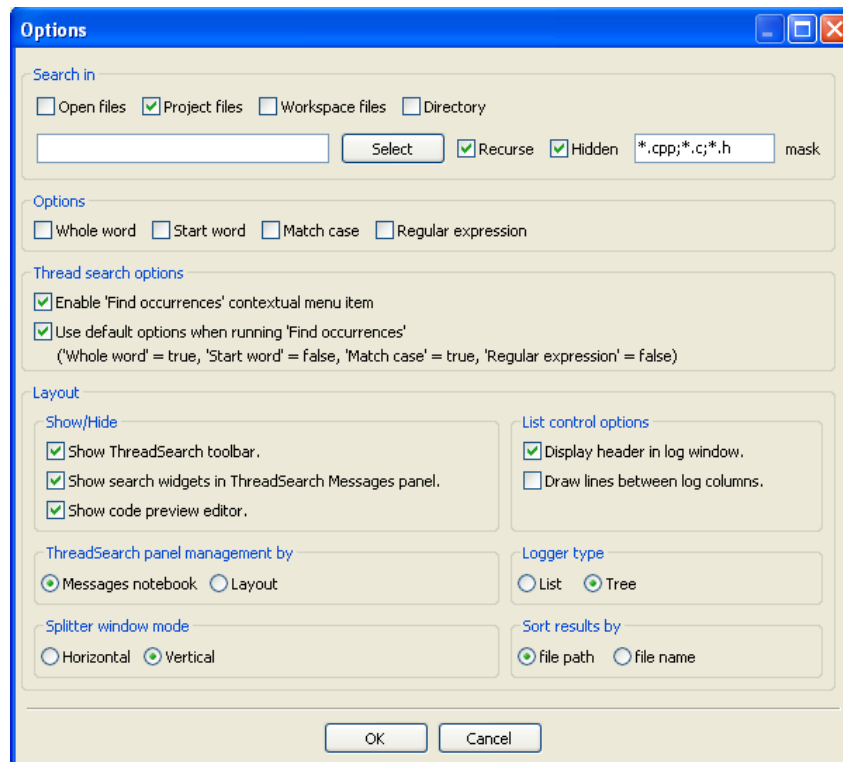 Options
Search in
Open files Project files Workspace files Directory
Select Recurse Hidden *.cpp;*.c;*.h mask
Options
Whole word Start word Match case Regular expression
Thread search options
Enable 'Find occurrences' contextual menu item
Use default options when running 'Find occurrences'
('Whole word' = true, 'Start word' = false, 'Match case' = true, 'Regular expression' = false)
Layout
Show/Hide List control options
Show ThreadSearch toolbar. Display header in log window.
Show search widgets in ThreadSearch Messages panel. Draw lines between log columns.
Show code preview editor.
ThreadSearch panel management by Logger type
Messages notebook Layout List Tree
Splitter window mode Sort results by
Horizontal Vertical file path file name
OK Cancel